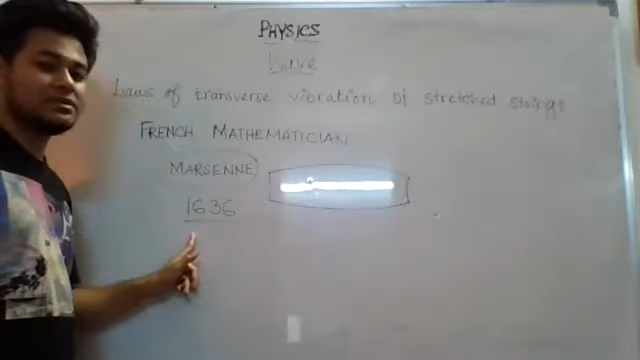 PHYSICS
Wave
Laws of transverse vibration of stretched strings
FRENCH MATHEMATICIAN
MARSENNE
1636